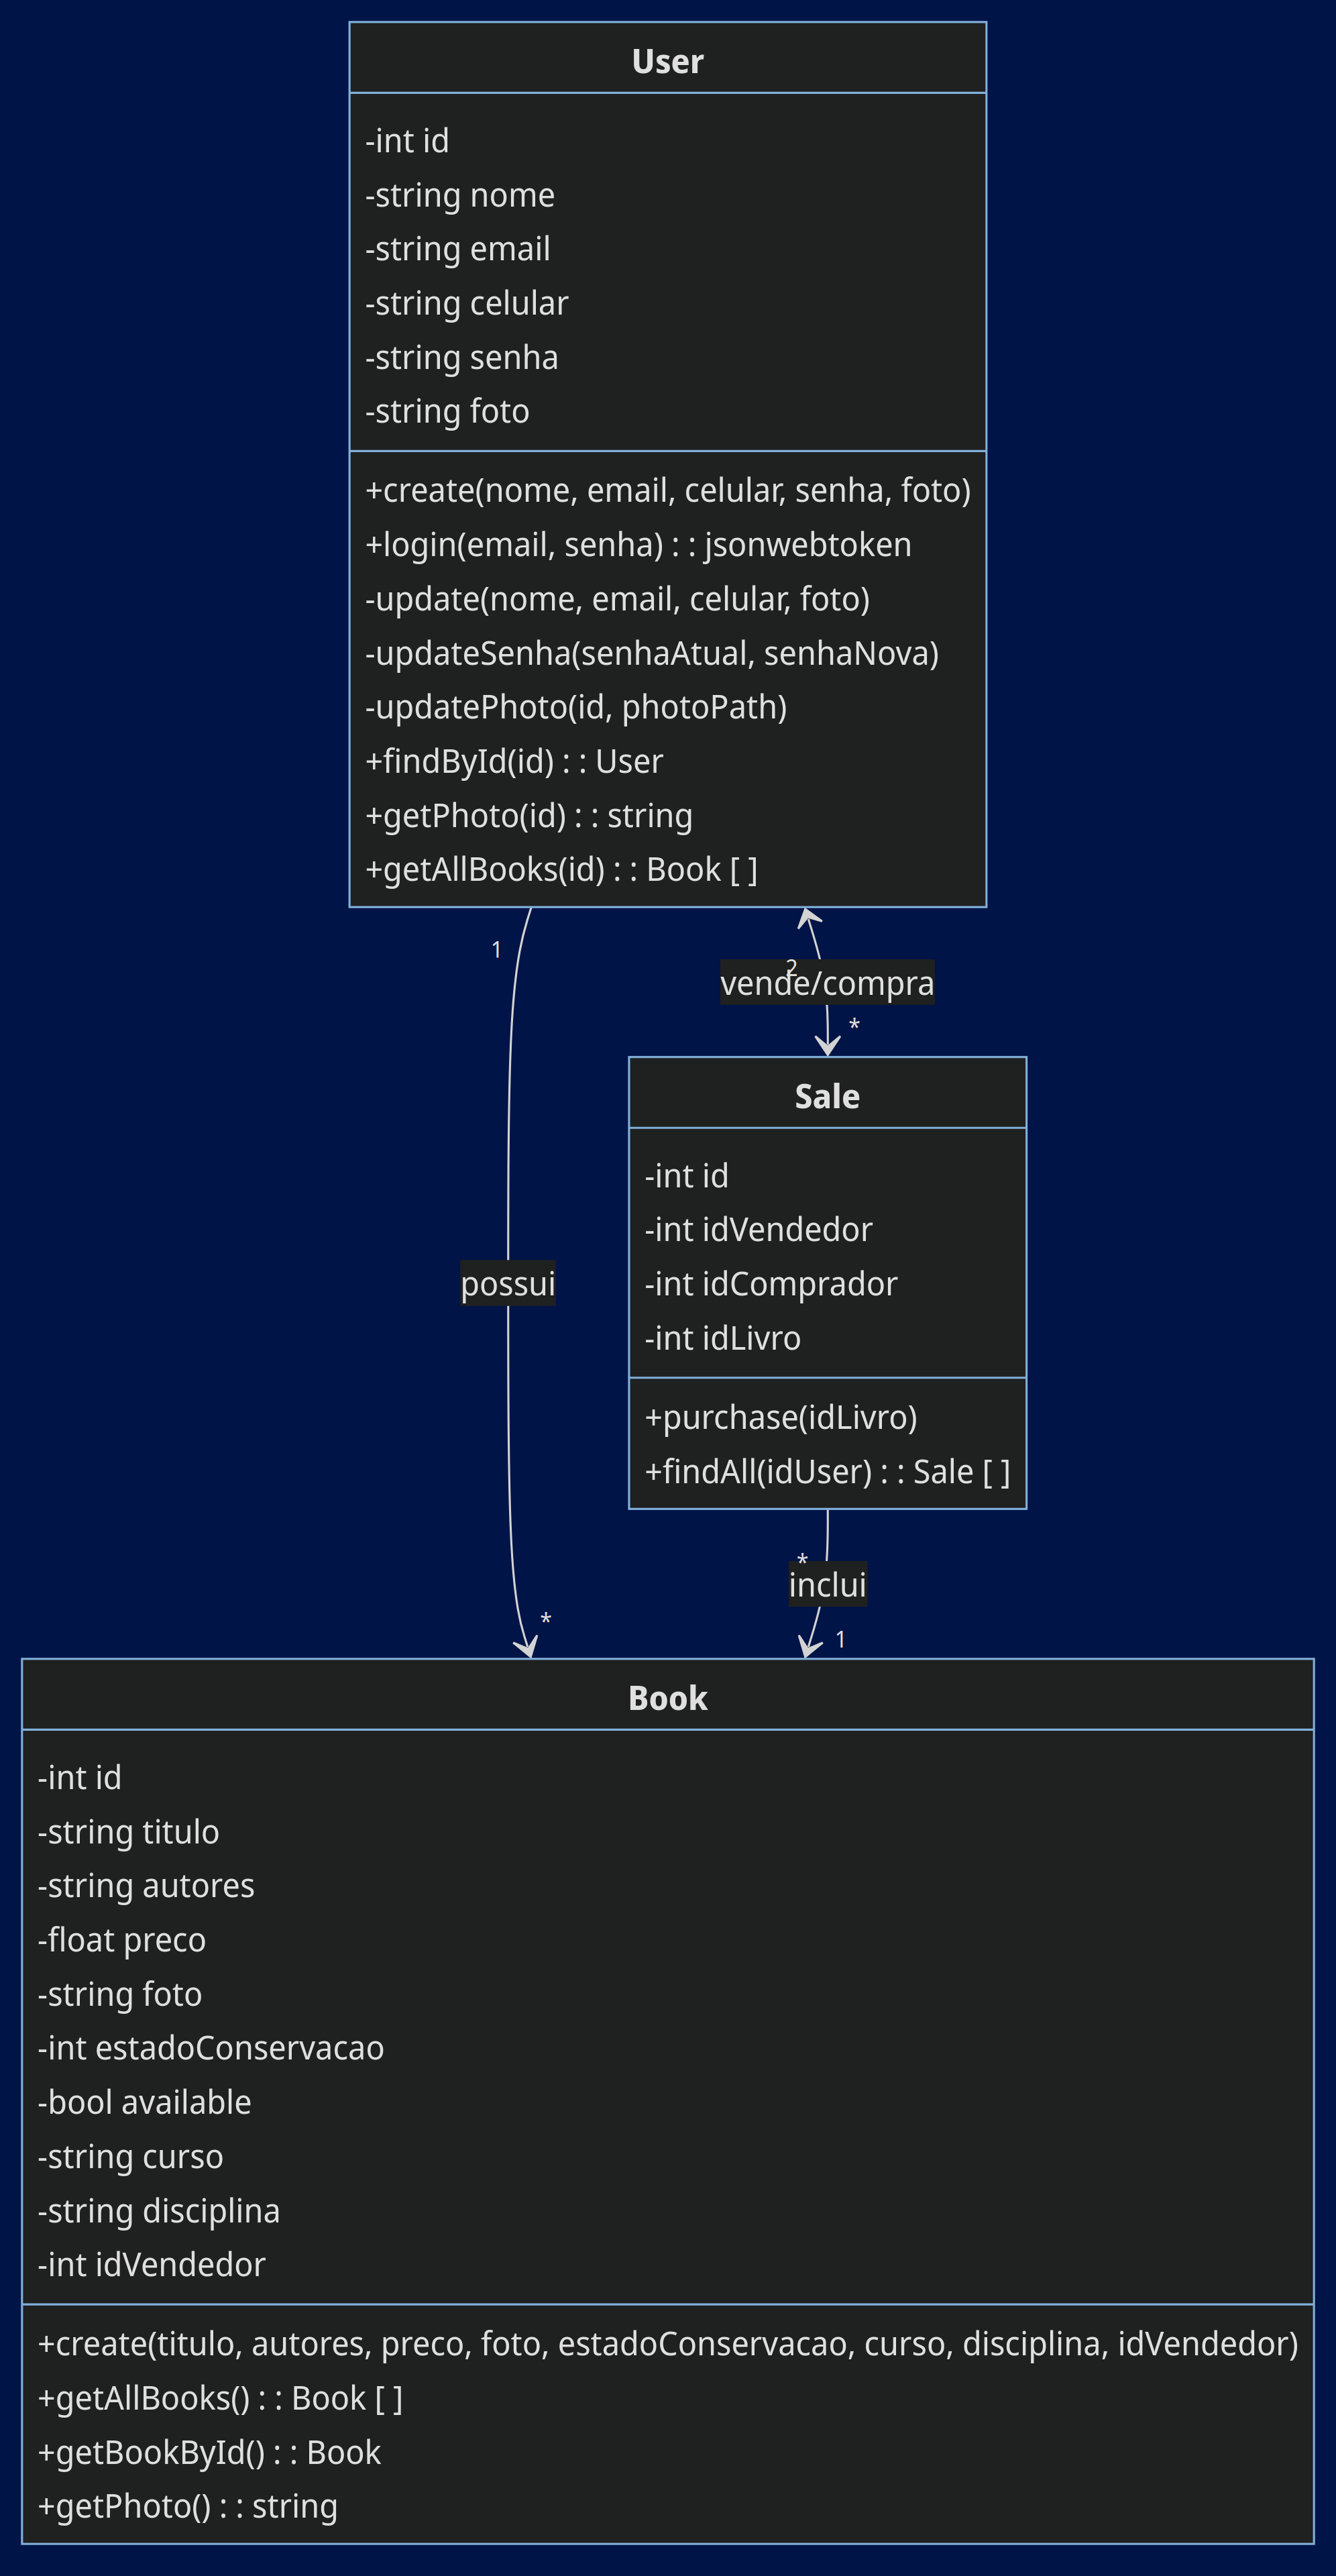 User
-int id
-string nome
-string email
-string celular
-string senha
-string foto
+create(nome, email, celular, senha, foto)
+login(email, senha) : : jsonwebtoken
-update(nome, email, celular, foto)
-updateSenha(senhaAtual, senhaNova)
-updatePhoto(id, photoPath)
+findById(id) : : User
+getPhoto(id) : : string
+getAllBooks(id) : : Book [ ]
1
2
vende/compra
*
Sale
-int id
-int idVendedor
-int idComprador
-int idLivro
+purchase(idLivro)
+findAll(idUser) : : Sale [ ]
possui
*
inclui
*
1
Book
-int id
-string titulo
-string autores
-float preco
-string foto
-int estadoConservacao
-bool available
-string curso
-string disciplina
-int idVendedor
+create(titulo, autores, preco, foto, estadoConservacao, curso, disciplina, idVendedor)
+getAllBooks() : : Book [ ]
+getBookById() : : Book
+getPhoto() : : string